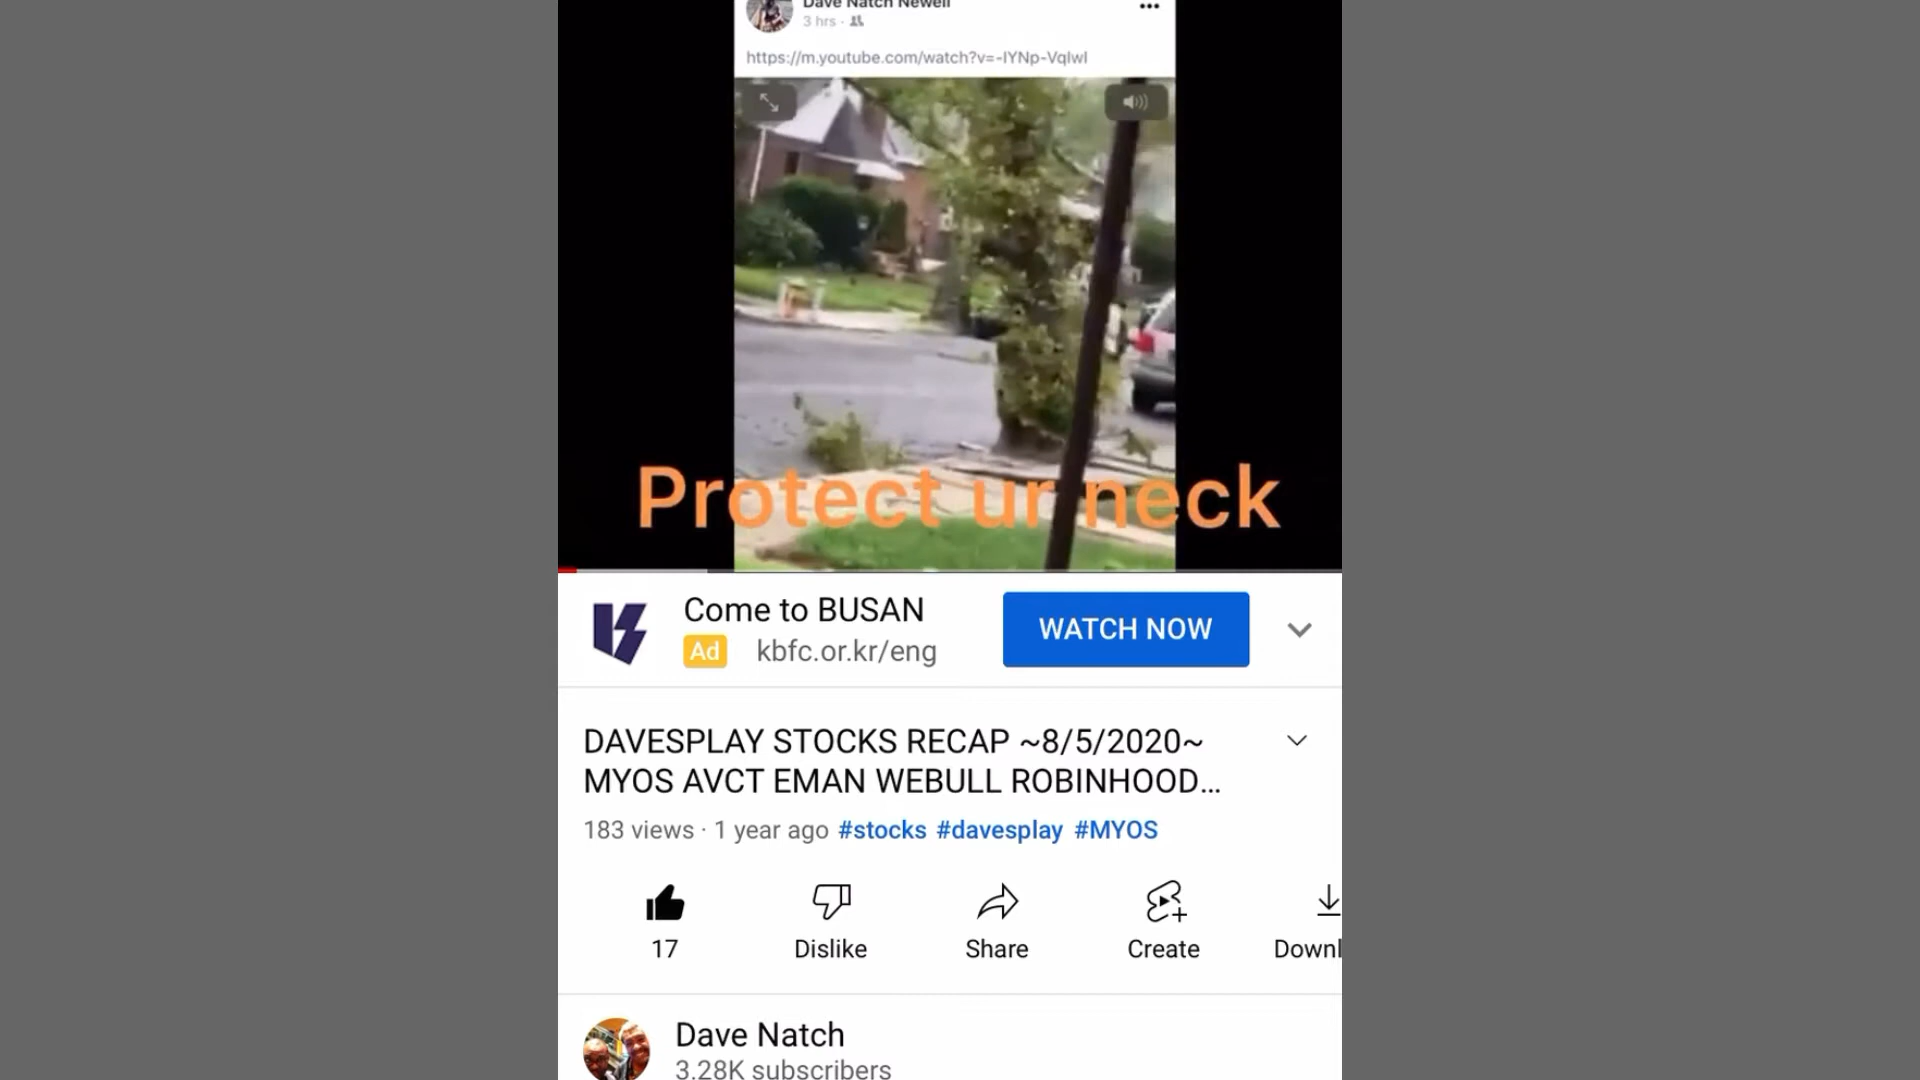 Dave Natch Newell
3 hrs ·
https://m.youtube.com/watch?v=-IYNp-VqIwI
Protect ur neck
Come to BUSAN
WATCH NOW
Ad kbfc.or.kr/eng
DAVESPLAY STOCKS RECAP ~8/5/2020~
MYOS AVCT EMAN WEBULL ROBINHOOD...
183 views · 1 year ago #stocks #davesplay #MYOS
17 Dislike Share Create Downl
Dave Natch
3.28K subscribers